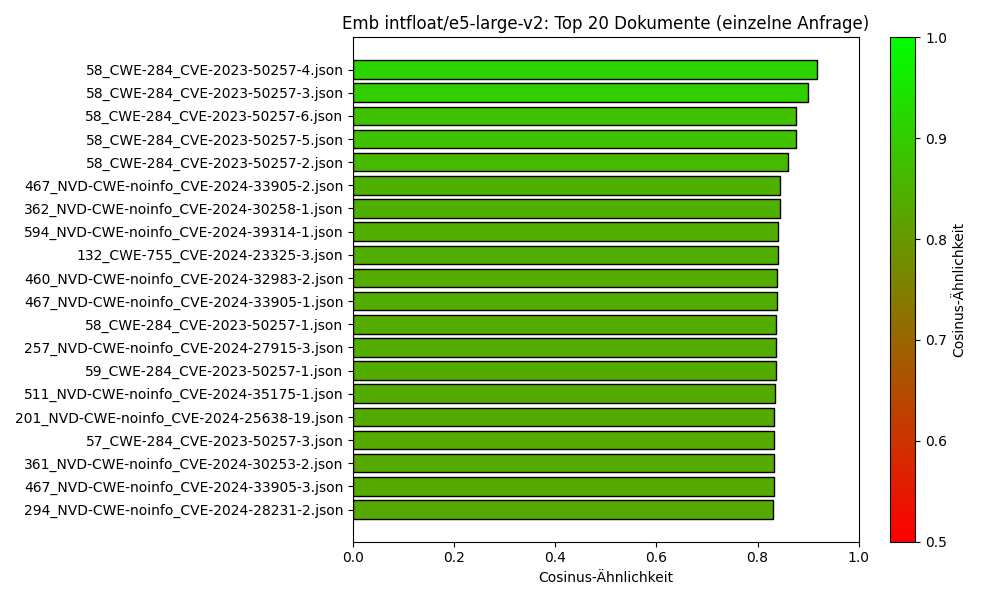 Emb intfloat/e5-large-v2: Top 20 Dokumente (einzelne Anfrage)
58_CWE-284_CVE-2023-50257-4.json
58_CWE-284_CVE-2023-50257-3.json
58_CWE-284_CVE-2023-50257-6.json
58_CWE-284_CVE-2023-50257-5.json
58_CWE-284_CVE-2023-50257-2.json
467_NVD-CWE-noinfo_CVE-2024-33905-2.json
362_NVD-CWE-noinfo_CVE-2024-30258-1.json
594_NVD-CWE-noinfo_CVE-2024-39314-1.json
132_CWE-755_CVE-2024-23325-3.json
460_NVD-CWE-noinfo_CVE-2024-32983-2.json
467_NVD-CWE-noinfo_CVE-2024-33905-1.json
58_CWE-284_CVE-2023-50257-1.json
257_NVD-CWE-noinfo_CVE-2024-27915-3.json
59_CWE-284_CVE-2023-50257-1.json
511_NVD-CWE-noinfo_CVE-2024-35175-1.json
201_NVD-CWE-noinfo_CVE-2024-25638-19.json
57_CWE-284_CVE-2023-50257-3.json
361_NVD-CWE-noinfo_CVE-2024-30253-2.json
467_NVD-CWE-noinfo_CVE-2024-33905-3.json
294_NVD-CWE-noinfo_CVE-2024-28231-2.json
0.0 0.2 0.4 0.6 0.8 1.0
Cosinus-Ähnlichkeit
1.0
0.9
0.8
0.7
0.6
0.5
Cosinus-Ähnlichkeit